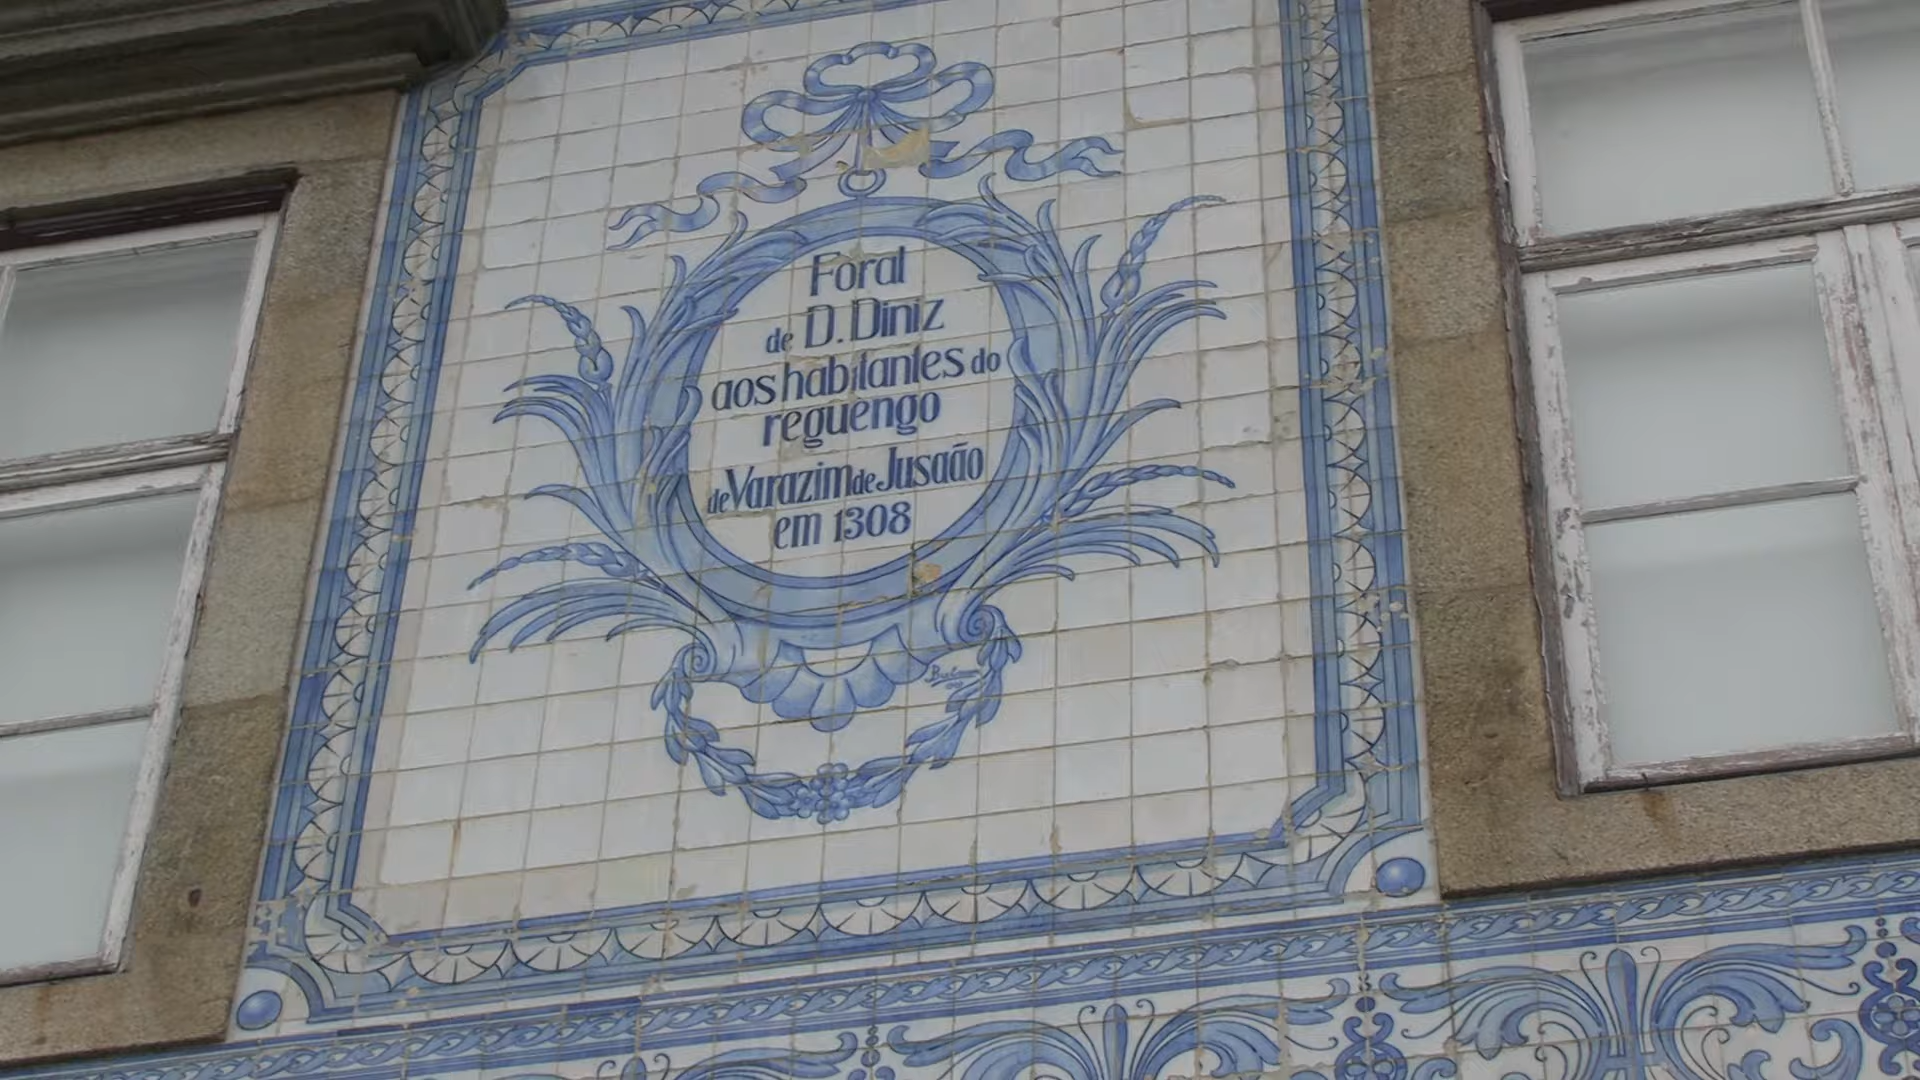 Foral
de D. Diniz
aos habitantes do
reguengo
de Varazim de Jusaão
em 1308